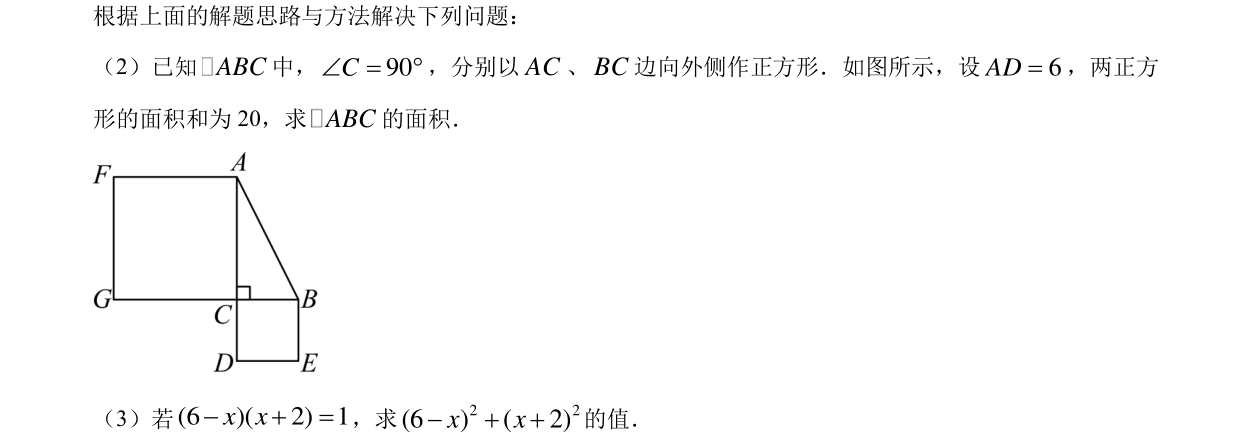 根据上面的解题思路与方法解决下列问题：
（2）已知□ABC中，∠C=90°，分别以AC、BC边向外侧作正方形．如图所示，设AD=6，两正方
形的面积和为20，求□ABC的面积．
A
F
G
B
C
D
E
（3）若(6−x)(x+2)=1，求(6−x)²+(x+2)²的值．